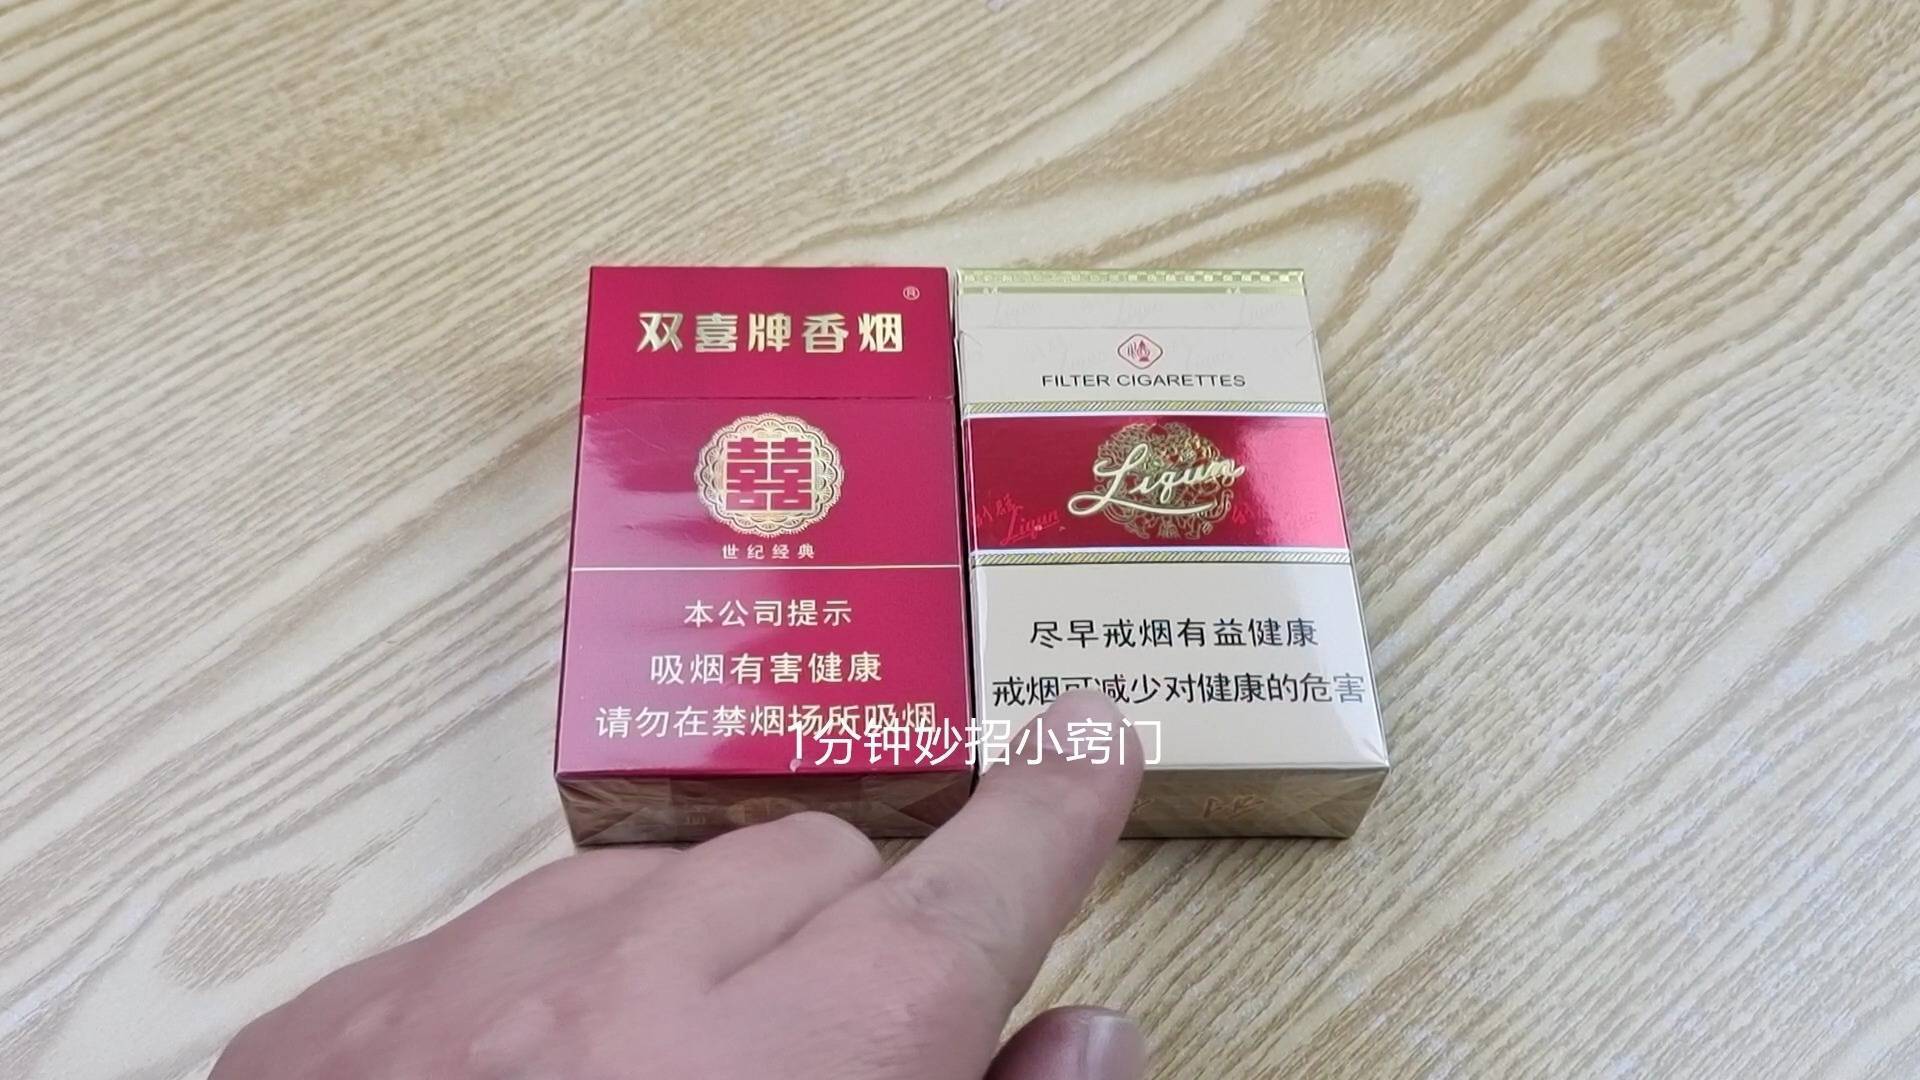 双喜牌香烟®
囍
世纪经典
本公司提示
吸烟有害健康
请勿在禁烟场所吸烟
FILTER CIGARETTES
Liqun
Liqun
尽早戒烟有益健康
戒烟可减少对健康的危害
1分钟妙招小窍门